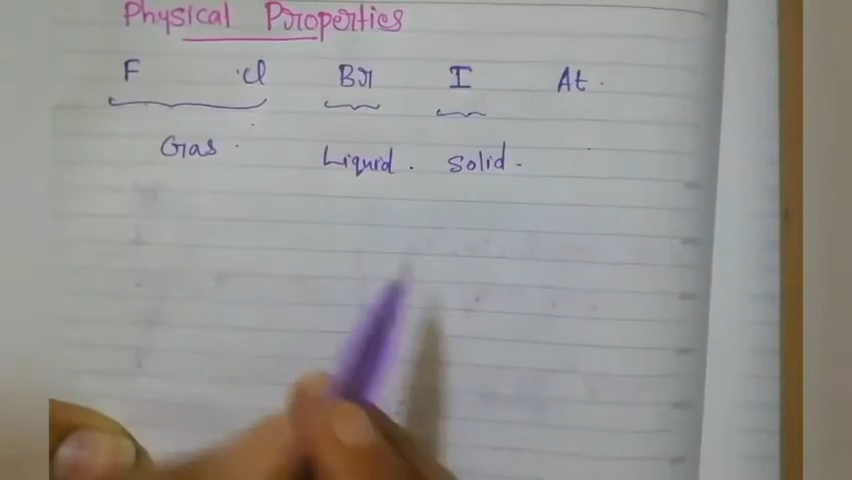 Physical Properties
F Cl Br I At.
Gas. Liquid. Solid.